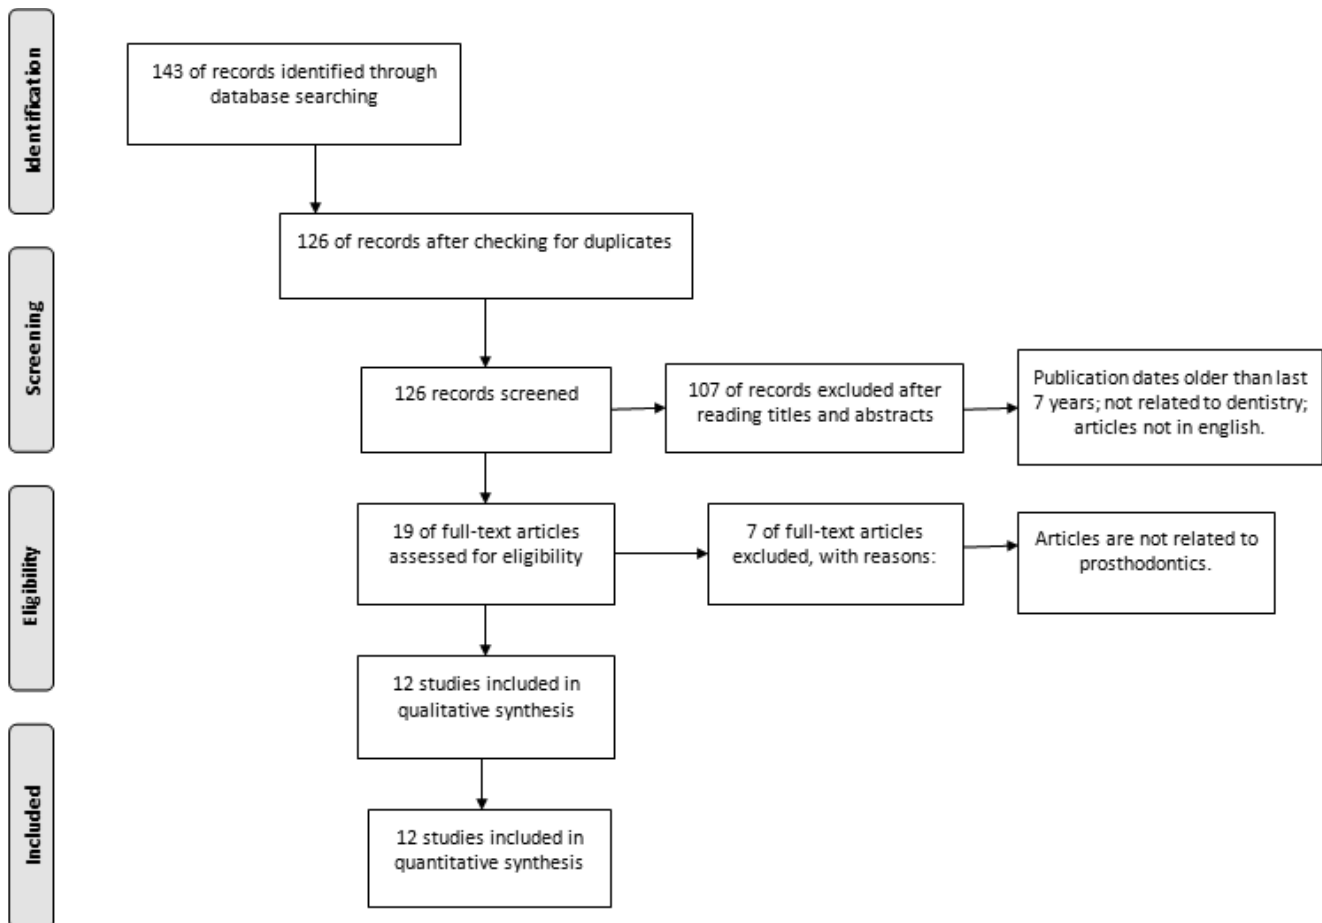 Identification
143 of records identified through
database searching
126 of records after checking for duplicates
Screening
126 records screened
107 of records excluded after
reading titles and abstracts
Publication dates older than last
7 years; not related to dentistry;
articles not in english.
Eligibility
19 of full-text articles
assessed for eligibility
7 of full-text articles
excluded, with reasons:
Articles are not related to
prosthodontics.
12 studies included in
qualitative synthesis
Included
12 studies included in
quantitative synthesis